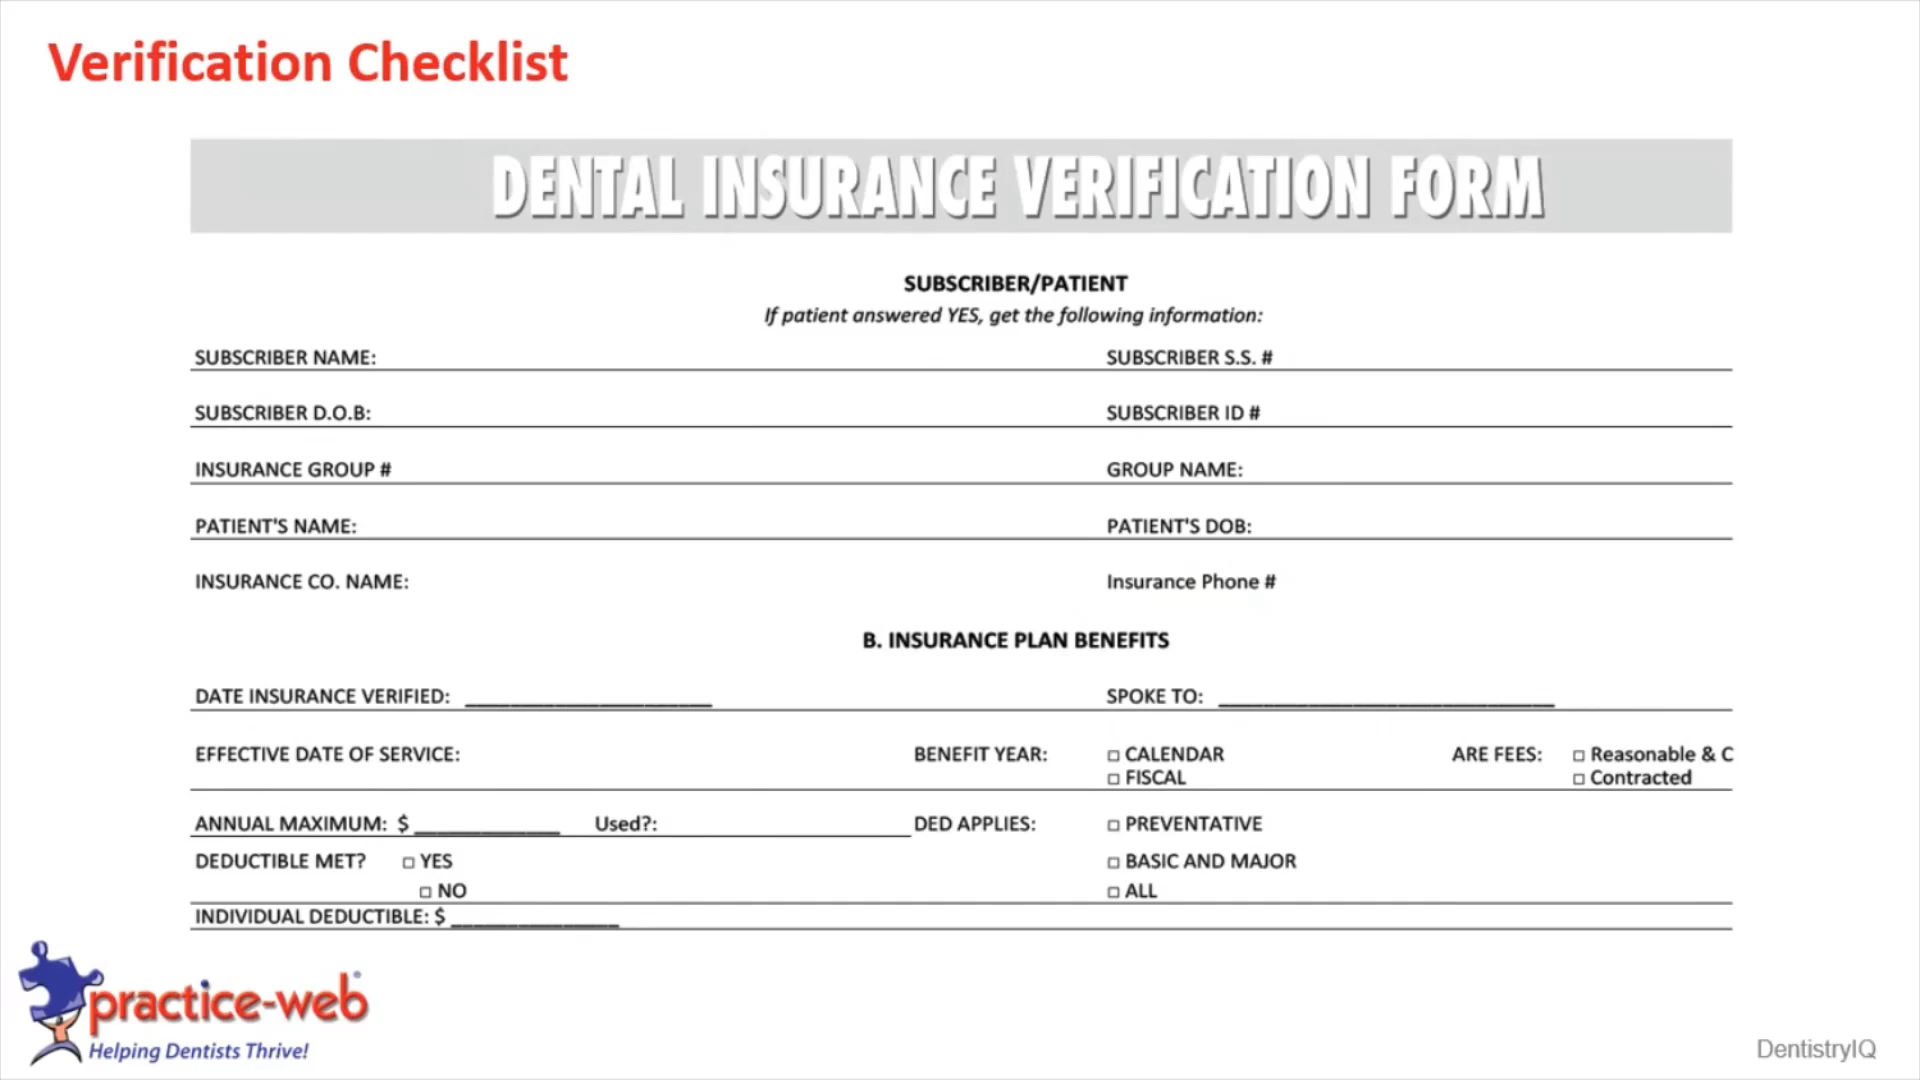 Verification Checklist
DENTAL INSURANCE VERIFICATION FORM
SUBSCRIBER/PATIENT
If patient answered YES, get the following information:
SUBSCRIBER NAME: SUBSCRIBER S.S. #
SUBSCRIBER D.O.B: SUBSCRIBER ID #
INSURANCE GROUP # GROUP NAME:
PATIENT'S NAME: PATIENT'S DOB:
INSURANCE CO. NAME: Insurance Phone #
B. INSURANCE PLAN BENEFITS
DATE INSURANCE VERIFIED: ______________________ SPOKE TO: ______________________________
EFFECTIVE DATE OF SERVICE: BENEFIT YEAR: □ CALENDAR ARE FEES: □ Reasonable & C
□ FISCAL □ Contracted
ANNUAL MAXIMUM: $ _____________ Used?: DED APPLIES: □ PREVENTATIVE
DEDUCTIBLE MET? □ YES □ BASIC AND MAJOR
□ NO □ ALL
INDIVIDUAL DEDUCTIBLE: $ _______________
practice-web®
Helping Dentists Thrive!
DentistryIQ